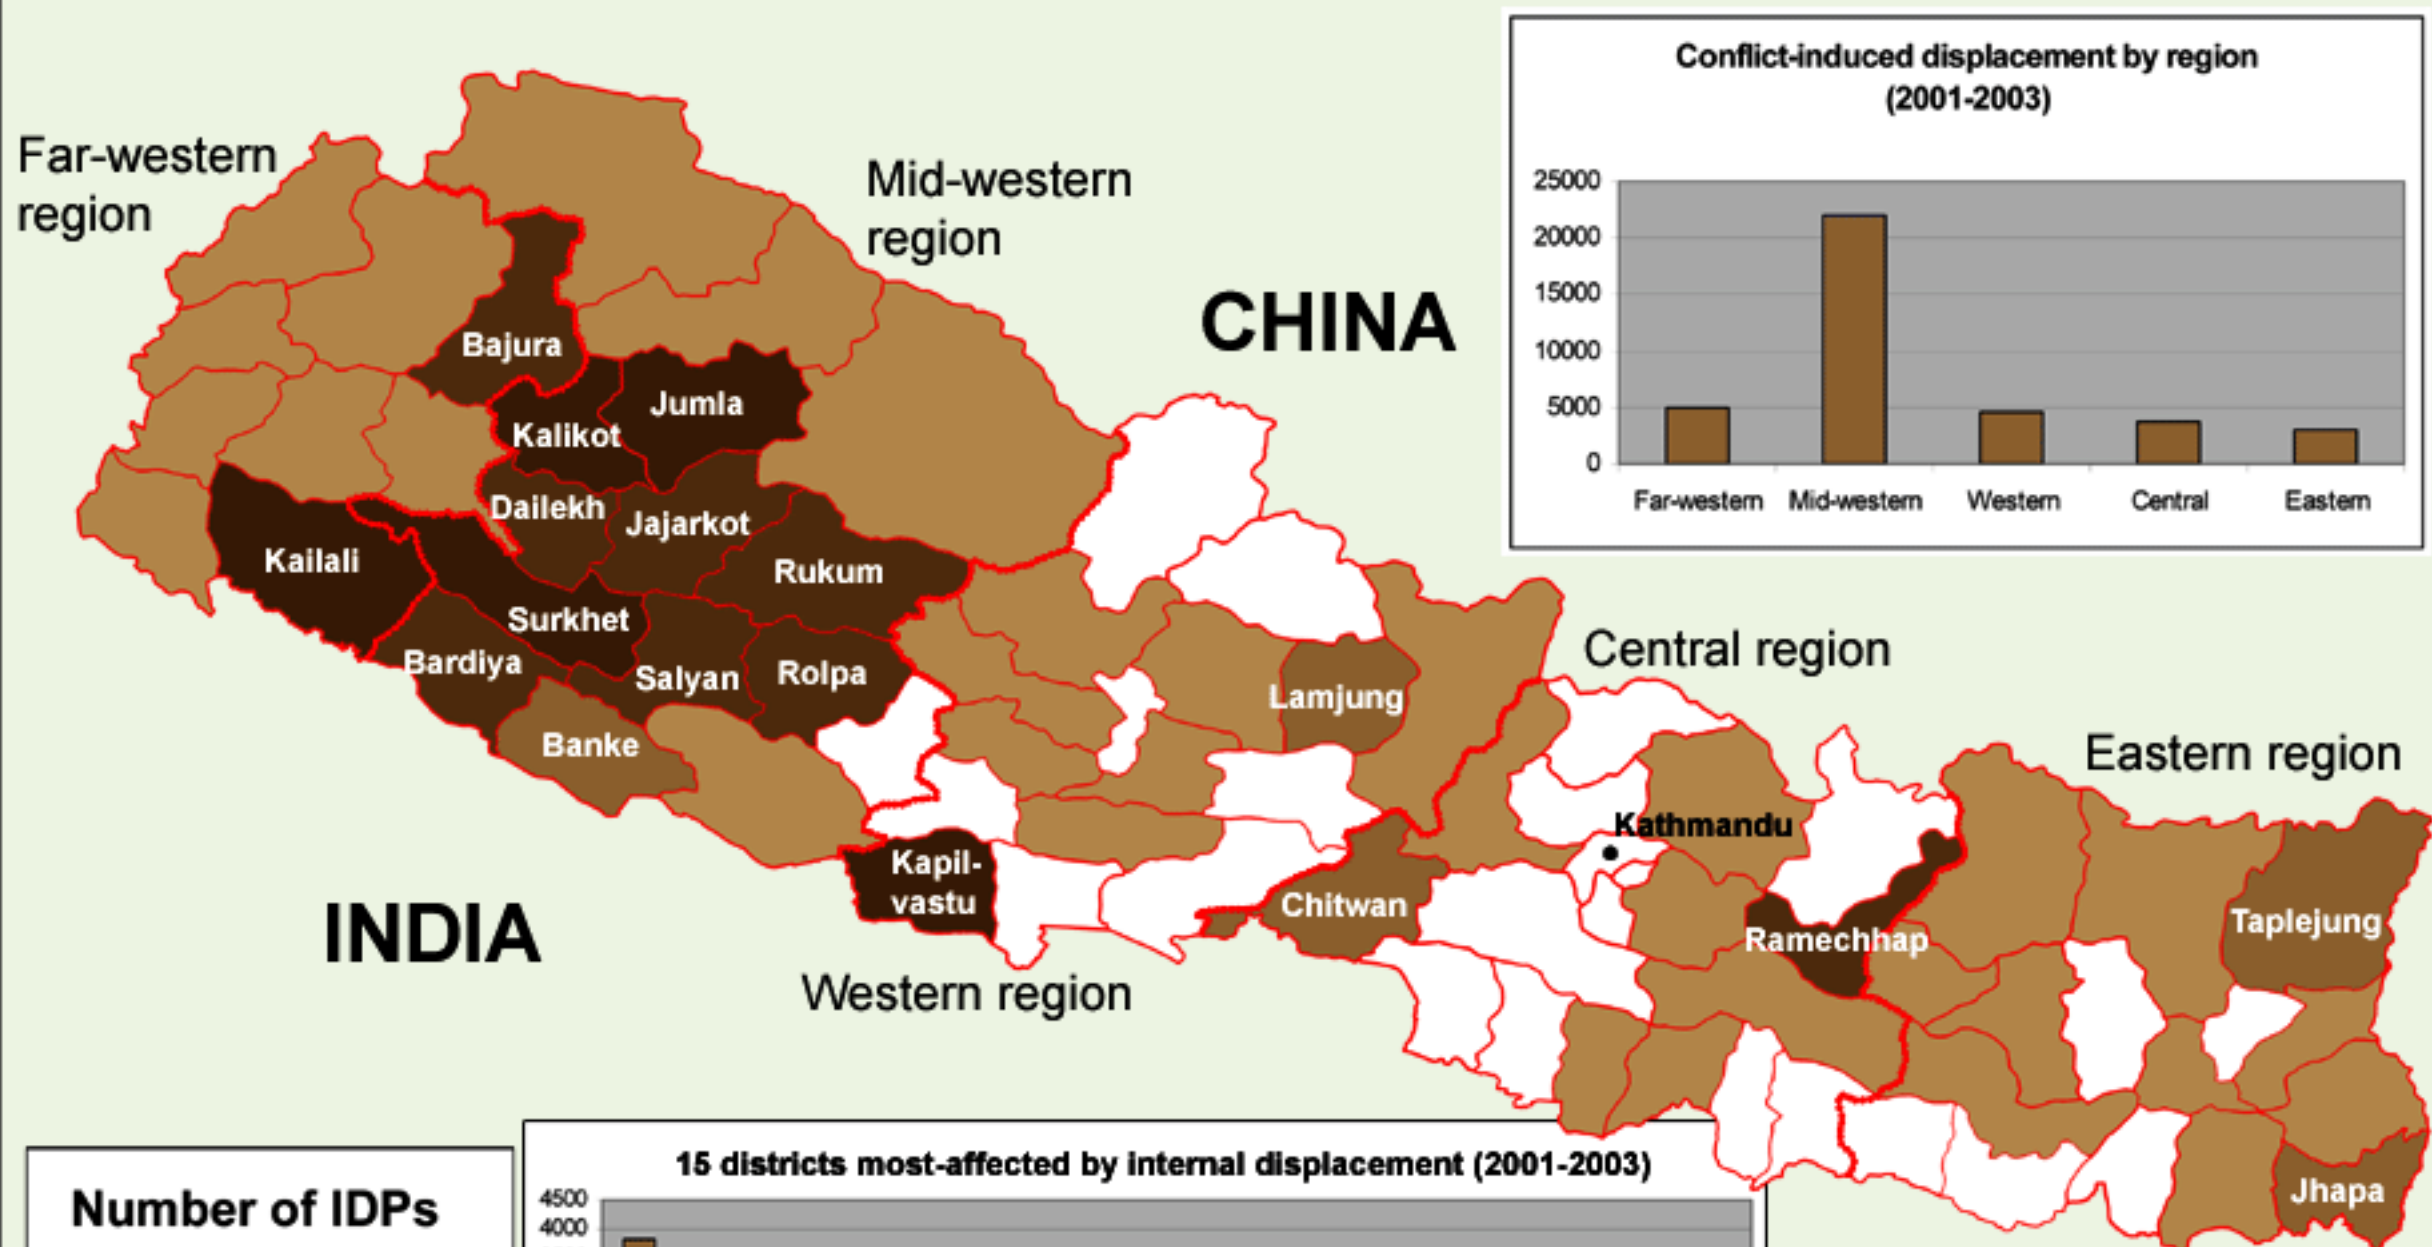 Conflict-induced displacement by region
(2001-2003)
25000
20000
15000
10000
5000
0
Far-western
Mid-western
Western
Central
Eastern
Far-western
region
Mid-western
region
CHINA
Bajura
Jumla
Kalikot
Dailekh
Jajarkot
Kailali
Rukum
Surkhet
Bardiya
Salyan
Rolpa
Banke
Lamjung
Central region
Eastern region
Kathmandu
Kapil-
vastu
Chitwan
Ramechhap
Taplejung
INDIA
Western region
Jhapa
Number of IDPs
15 districts most-affected by internal displacement (2001-2003)
4500
4000